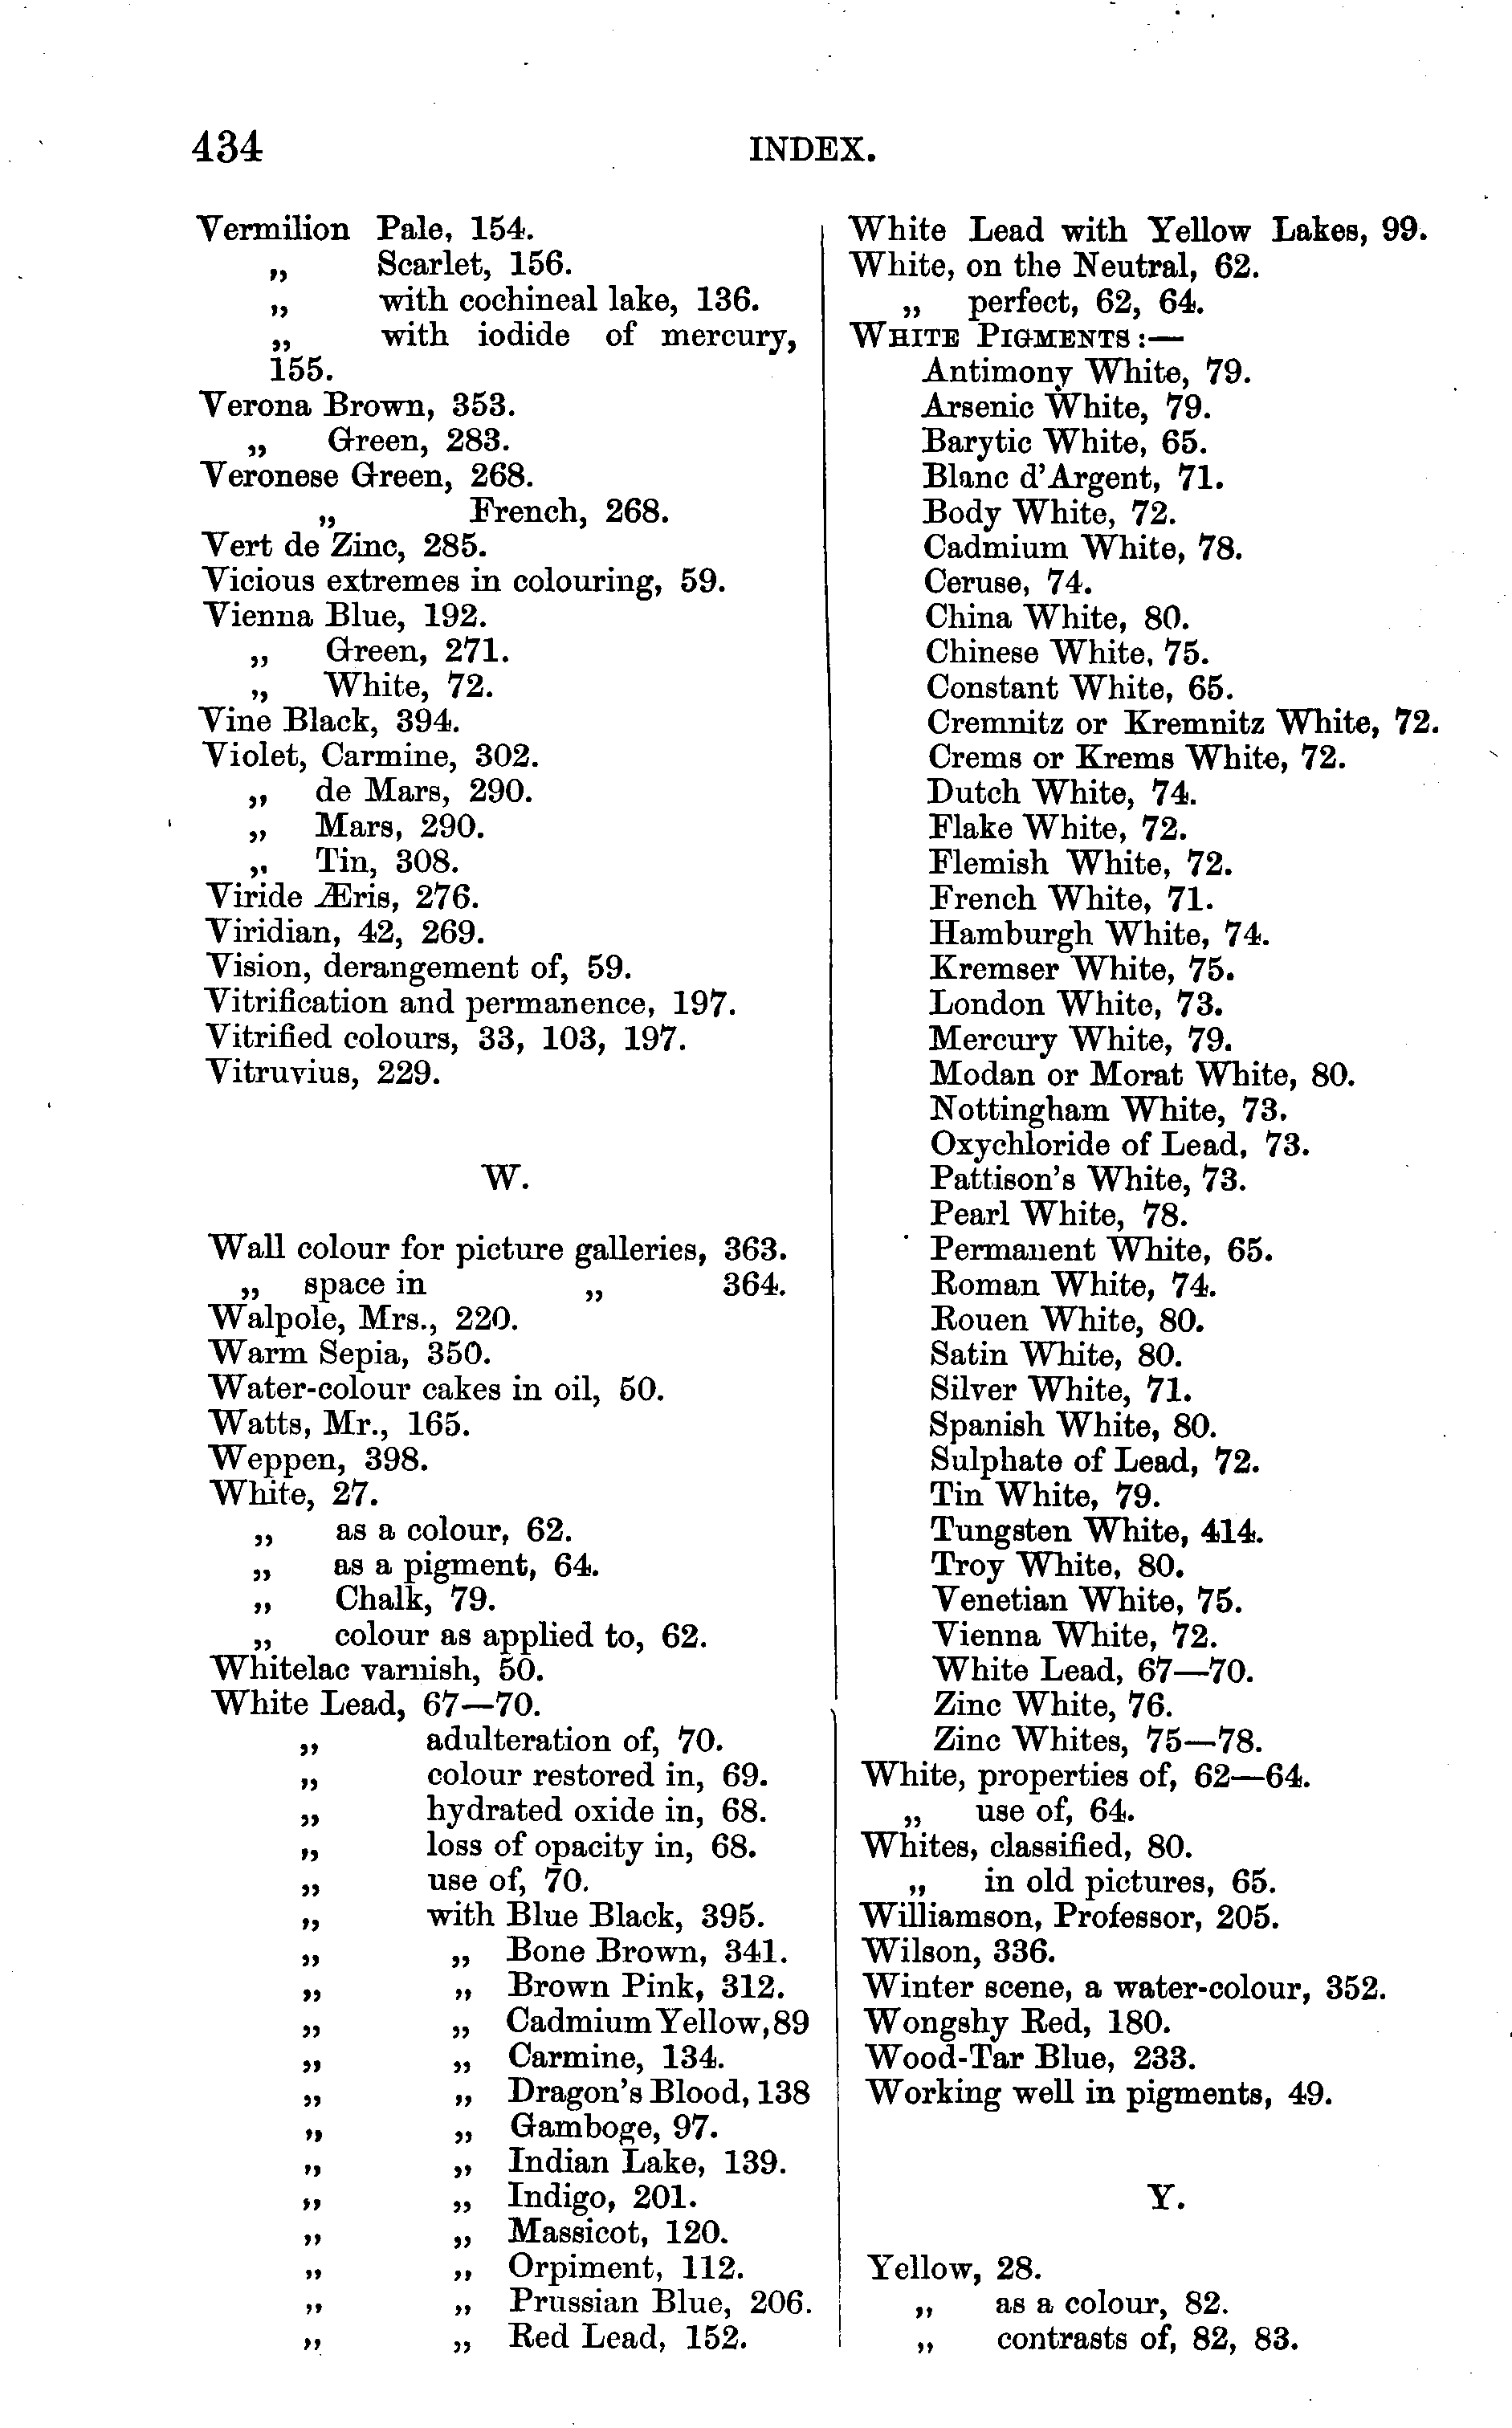 434
INDEX.
Vermilion Pale, 154.
„ Scarlet, 156.
„ with cochineal lake, 136.
„ with iodide of mercury,
155.
Verona Brown, 353.
„ Green, 283.
Veronese Green, 268.
„ French, 268.
Vert de Zinc, 285.
Vicious extremes in colouring, 59.
Vienna Blue, 192.
„ Green, 271.
„ White, 72.
Vine Black, 394.
Violet, Carmine, 302.
„ de Mars, 290.
„ Mars, 290.
„ Tin, 308.
Viride Æris, 276.
Viridian, 42, 269.
Vision, derangement of, 59.
Vitrification and permanence, 197.
Vitrified colours, 33, 103, 197.
Vitruvius, 229.
W.
Wall colour for picture galleries, 363.
„ space in „ 364.
Walpole, Mrs., 220.
Warm Sepia, 350.
Water-colour cakes in oil, 50.
Watts, Mr., 165.
Weppen, 398.
White, 27.
„ as a colour, 62.
„ as a pigment, 64.
„ Chalk, 79.
„ colour as applied to, 62.
Whitelac varnish, 50.
White Lead, 67—70.
„ adulteration of, 70.
„ colour restored in, 69.
„ hydrated oxide in, 68.
„ loss of opacity in, 68.
„ use of, 70.
„ with Blue Black, 395.
„ „ Bone Brown, 341.
„ „ Brown Pink, 312.
„ „ Cadmium Yellow, 89
„ „ Carmine, 134.
„ „ Dragon's Blood, 138
„ „ Gamboge, 97.
„ „ Indian Lake, 139.
„ „ Indigo, 201.
„ „ Massicot, 120.
„ „ Orpiment, 112.
„ „ Prussian Blue, 206.
„ „ Red Lead, 152.
White Lead with Yellow Lakes, 99.
White, on the Neutral, 62.
„ perfect, 62, 64.
WHITE PIGMENTS:—
Antimony White, 79.
Arsenic White, 79.
Barytic White, 65.
Blanc d'Argent, 71.
Body White, 72.
Cadmium White, 78.
Ceruse, 74.
China White, 80.
Chinese White, 75.
Constant White, 65.
Cremnitz or Kremnitz White, 72.
Crems or Krems White, 72.
Dutch White, 74.
Flake White, 72.
Flemish White, 72.
French White, 71.
Hamburgh White, 74.
Kremser White, 75.
London White, 73.
Mercury White, 79.
Modan or Morat White, 80.
Nottingham White, 73.
Oxychloride of Lead, 73.
Pattison's White, 73.
Pearl White, 78.
Permanent White, 65.
Roman White, 74.
Rouen White, 80.
Satin White, 80.
Silver White, 71.
Spanish White, 80.
Sulphate of Lead, 72.
Tin White, 79.
Tungsten White, 414.
Troy White, 80.
Venetian White, 75.
Vienna White, 72.
White Lead, 67—70.
Zinc White, 76.
Zinc Whites, 75—78.
White, properties of, 62—64.
„ use of, 64.
Whites, classified, 80.
„ in old pictures, 65.
Williamson, Professor, 205.
Wilson, 336.
Winter scene, a water-colour, 352.
Wongshy Red, 180.
Wood-Tar Blue, 233.
Working well in pigments, 49.
Y.
Yellow, 28.
„ as a colour, 82.
„ contrasts of, 82, 83.